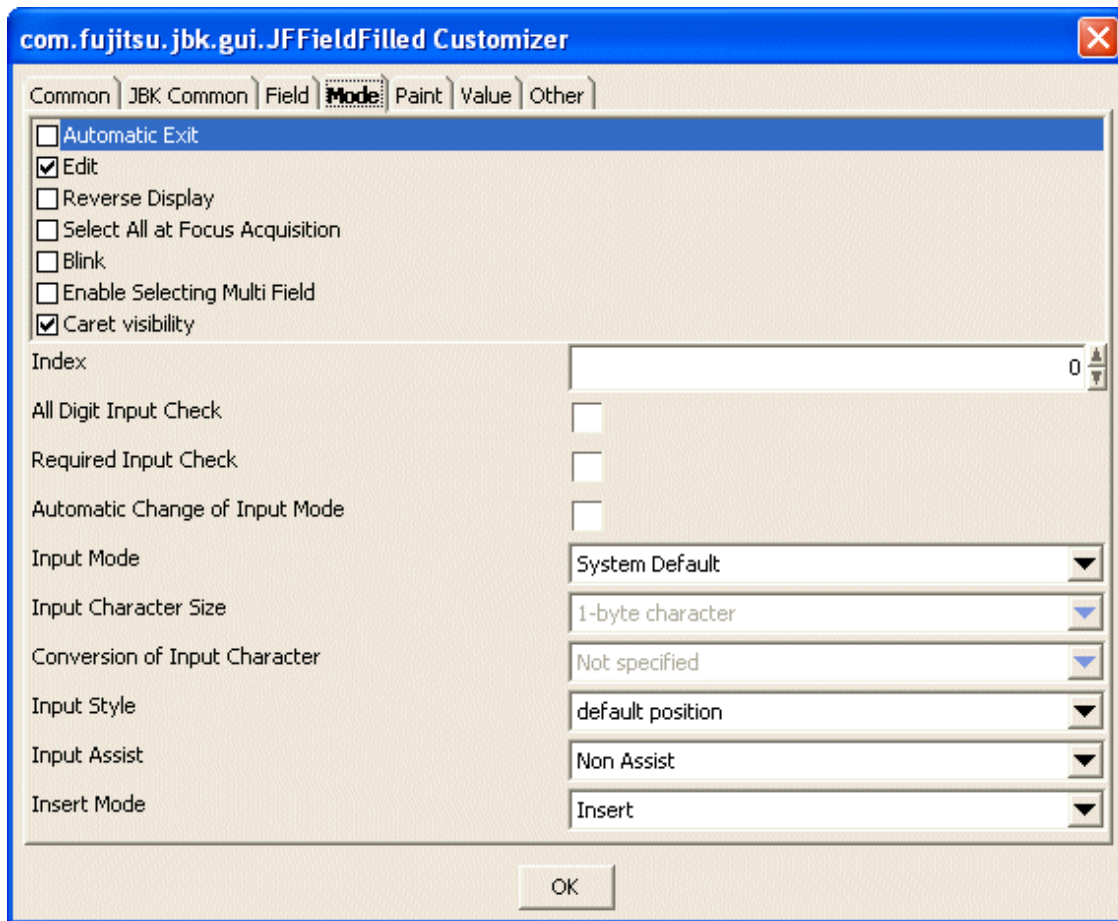 com.fujitsu.jbk.gui.JFFieldFilled Customizer
Common JBK Common Field Mode Paint Value Other
Automatic Exit
Edit
Reverse Display
Select All at Focus Acquisition
Blink
Enable Selecting Multi Field
Caret visibility
Index 0
All Digit Input Check
Required Input Check
Automatic Change of Input Mode
Input Mode System Default
Input Character Size 1-byte character
Conversion of Input Character Not specified
Input Style default position
Input Assist Non Assist
Insert Mode Insert
OK